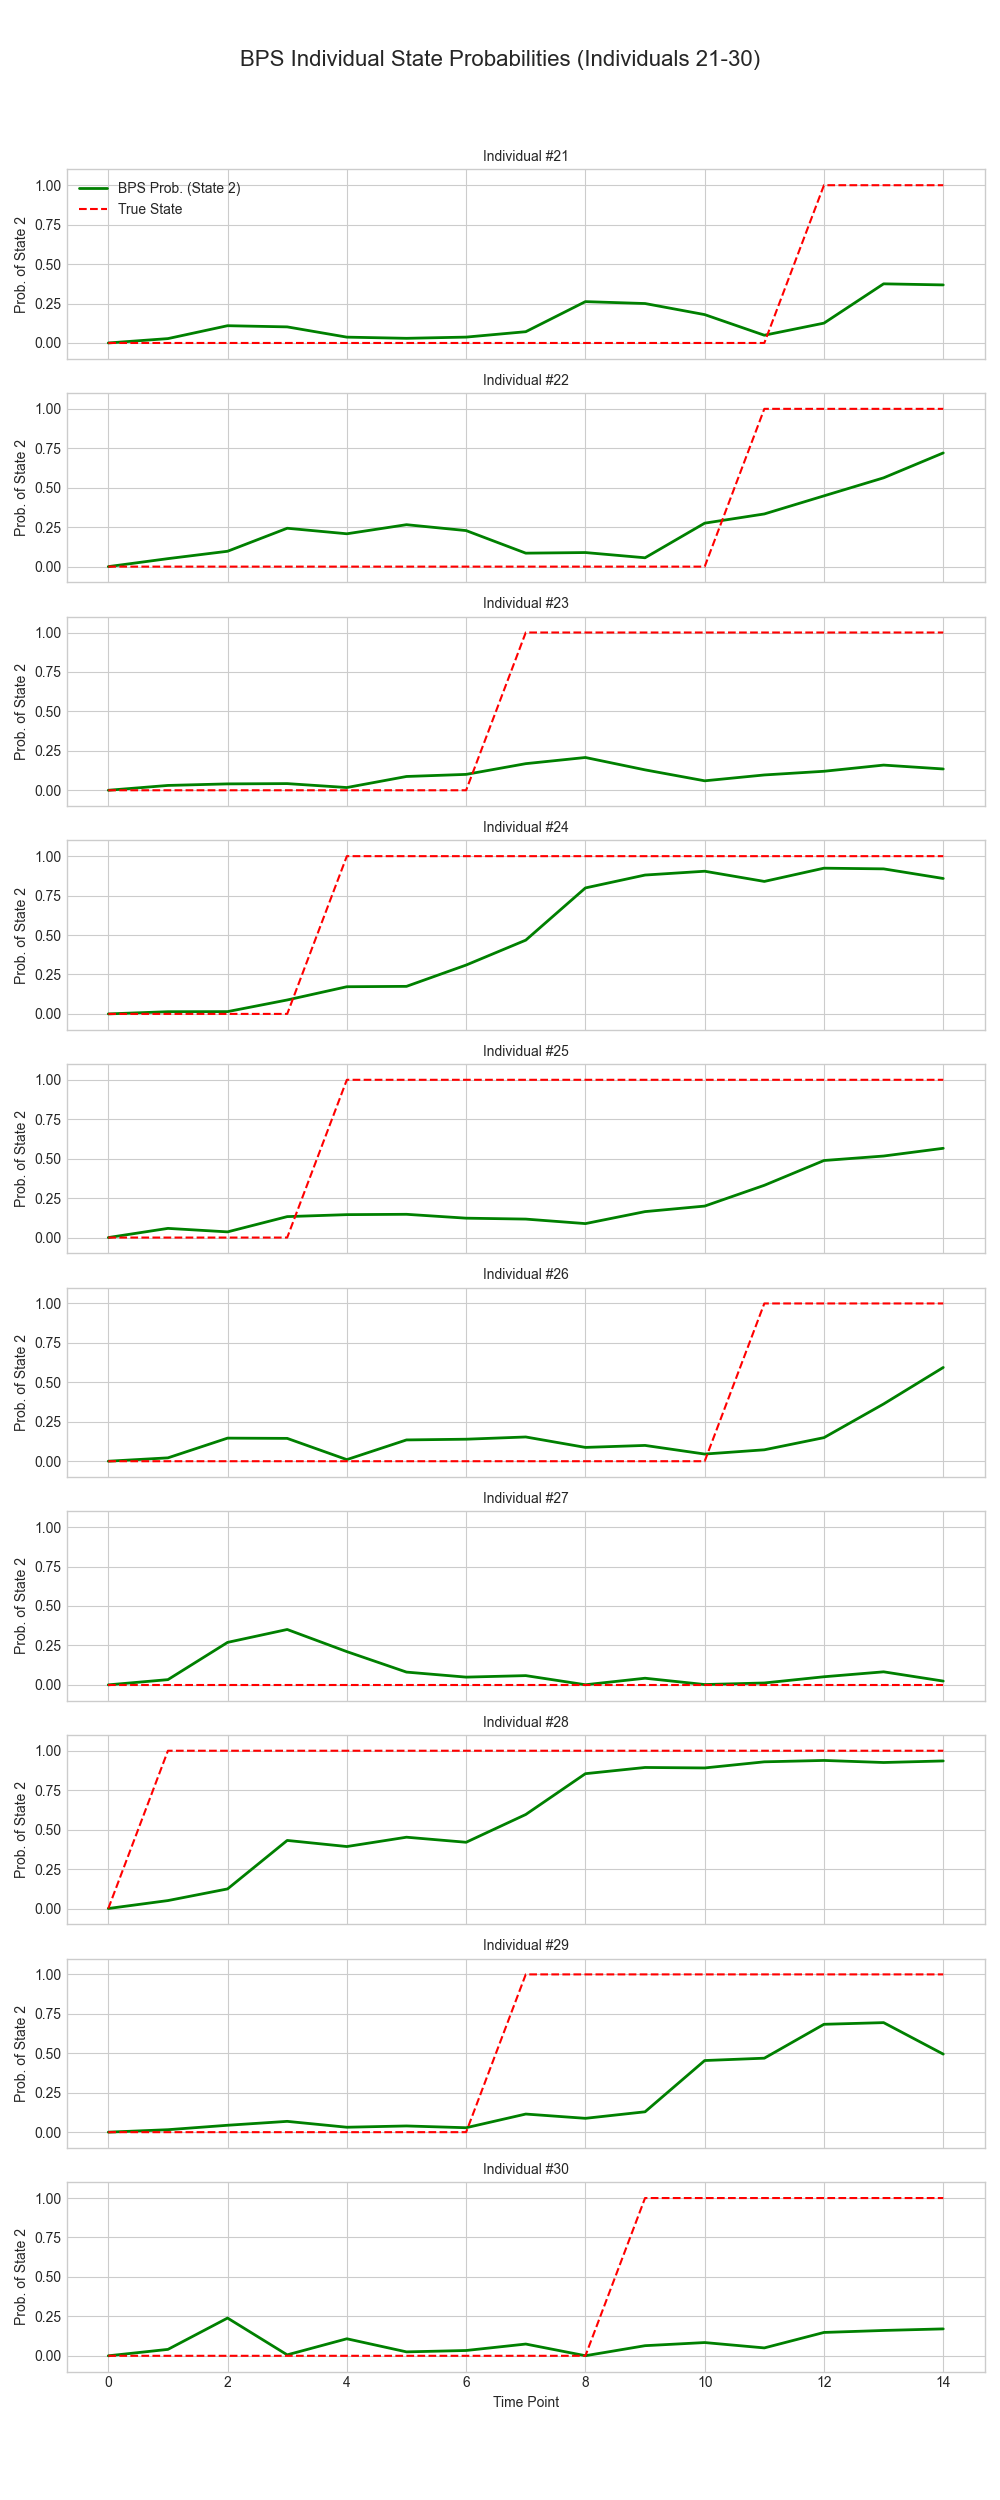 BPS Individual State Probabilities (Individuals 21-30)
Individual #21
BPS Prob. (State 2)
True State
Prob. of State 2
1.00
0.75
0.50
0.25
0.00
Individual #22
Prob. of State 2
1.00
0.75
0.50
0.25
0.00
Individual #23
Prob. of State 2
1.00
0.75
0.50
0.25
0.00
Individual #24
Prob. of State 2
1.00
0.75
0.50
0.25
0.00
Individual #25
Prob. of State 2
1.00
0.75
0.50
0.25
0.00
Individual #26
Prob. of State 2
1.00
0.75
0.50
0.25
0.00
Individual #27
Prob. of State 2
1.00
0.75
0.50
0.25
0.00
Individual #28
Prob. of State 2
1.00
0.75
0.50
0.25
0.00
Individual #29
Prob. of State 2
1.00
0.75
0.50
0.25
0.00
Individual #30
Prob. of State 2
1.00
0.75
0.50
0.25
0.00
0 2 4 6 8 10 12 14
Time Point